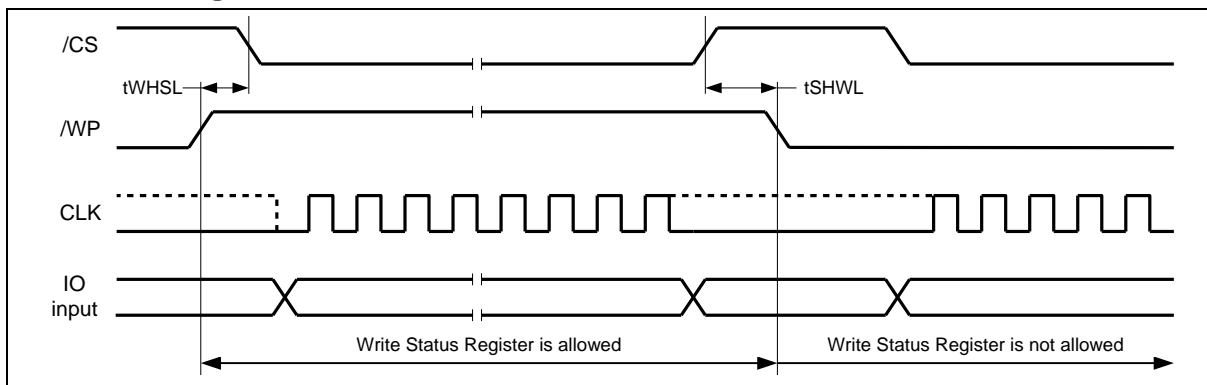 /CS
tWHSL
tSHWL
/WP
CLK
IO
input
Write Status Register is allowed
Write Status Register is not allowed